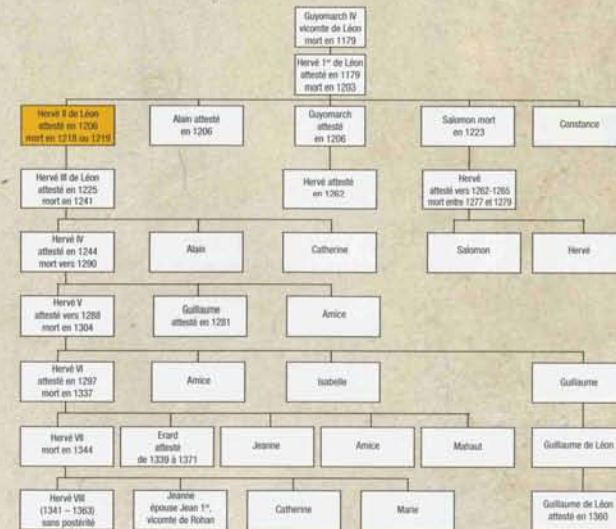 Guyomarch IV
vicomte de Léon
mort en 1179
Hervé 1er de Léon
attesté en 1179
mort en 1203
Hervé II de Léon
attesté en 1206
mort en 1218 ou 1219
Alain attesté
en 1206
Guyomarch
attesté
en 1206
Salomon mort
en 1223
Constance
Hervé III de Léon
attesté en 1225
mort en 1241
Hervé attesté
en 1262
Hervé
attesté vers 1262-1265
mort entre 1277 et 1279
Hervé IV
attesté en 1244
mort vers 1290
Alain
Catherine
Salomon
Hervé
Hervé V
attesté vers 1288
mort en 1304
Guillaume
attesté en 1281
Amice
Hervé VI
attesté en 1297
mort en 1337
Amice
Isabelle
Guillaume
Hervé VII
mort en 1344
Erard
attesté
de 1339 à 1371
Jeanne
Amice
Mahaut
Guillaume de Léon
Hervé VIII
(1341 – 1363)
sans postérité
Jeanne
épouse Jean 1er,
vicomte de Rohan
Catherine
Marie
Guillaume de Léon
attesté en 1360